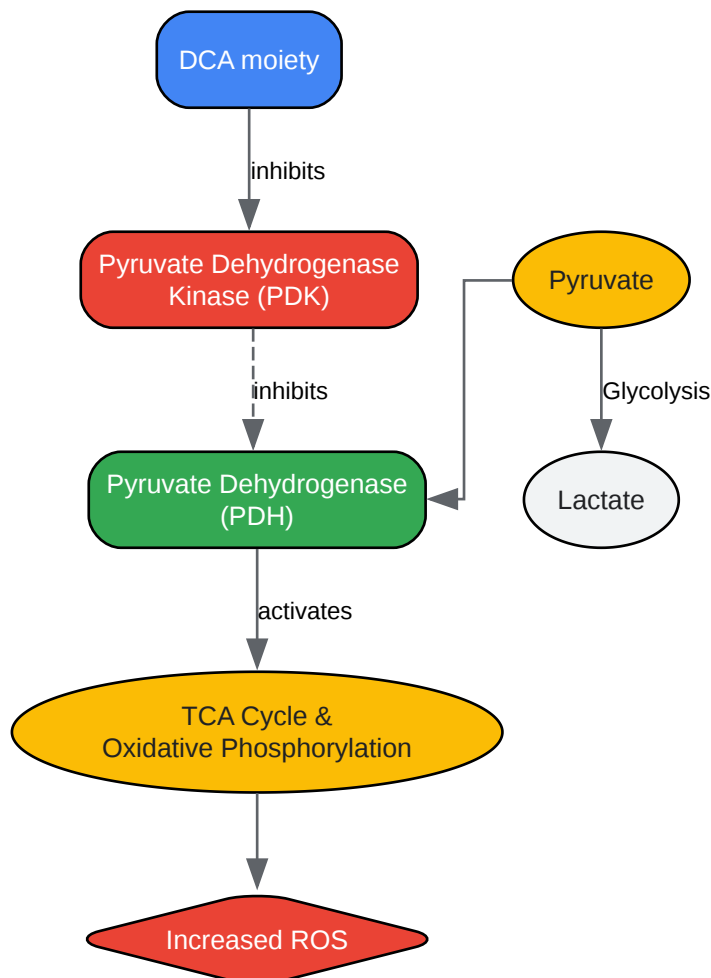 DCA moiety
inhibits
Pyruvate Dehydrogenase
Kinase (PDK)
Pyruvate
inhibits
Glycolysis
Pyruvate Dehydrogenase
(PDH)
Lactate
activates
TCA Cycle &
Oxidative Phosphorylation
Increased ROS